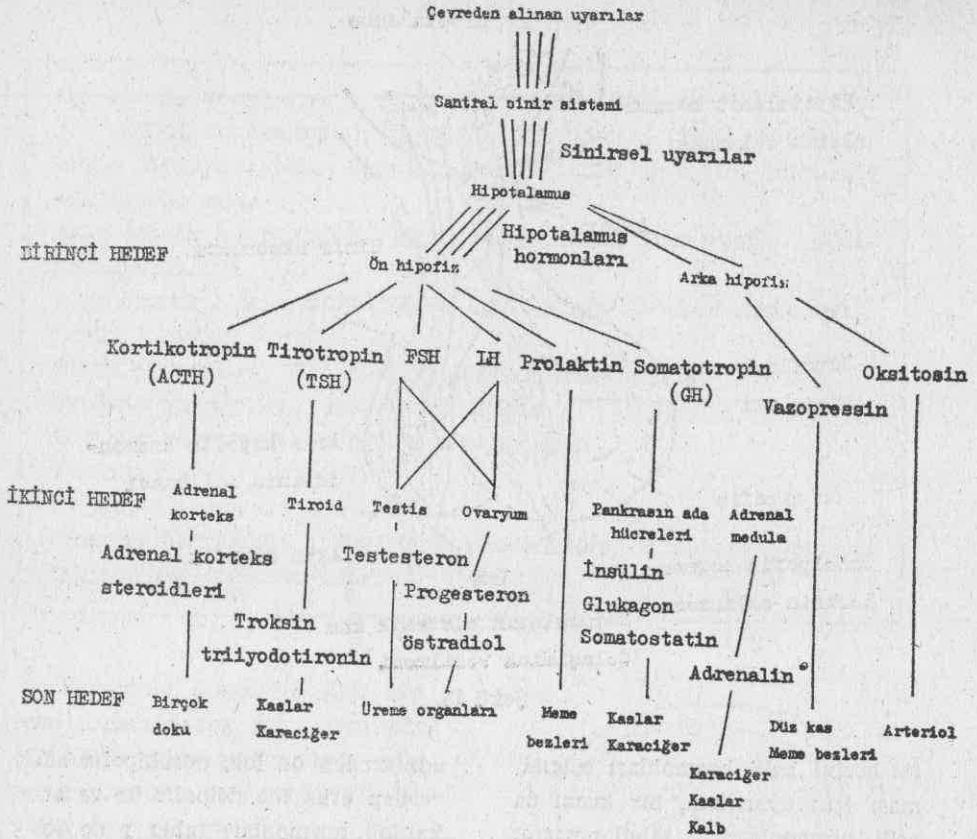 Çevreden alınan uyarılar
Santral sinir sistemi
Sinirsel uyarılar
Hipotalamus
Hipotalamus
hormonları
BİRİNCİ HEDEF
Ön hipofiz
Arka hipofiz
Kortikotropin
(ACTH)
Tirotropin
(TSH)
FSH
LH
Prolaktin
Somatotropin
(GH)
Vazopressin
Oksitosin
İKİNCİ HEDEF
Adrenal
korteks
Tiroid
Testis
Ovaryum
Pankrasın ada
hücreleri
Adrenal
medula
Adrenal korteks
steroidleri
Testesteron
İnsülin
Progesteron
Glukagon
Troksin
triiyodotironin
östradiol
Somatostatin
Adrenalin
SON HEDEF
Birçok
doku
Kaslar
Karaciğer
Üreme organları
Meme
bezleri
Kaslar
Karaciğer
Düz kas
Meme bezleri
Arteriol
Karaciğer
Kaslar
Kalb